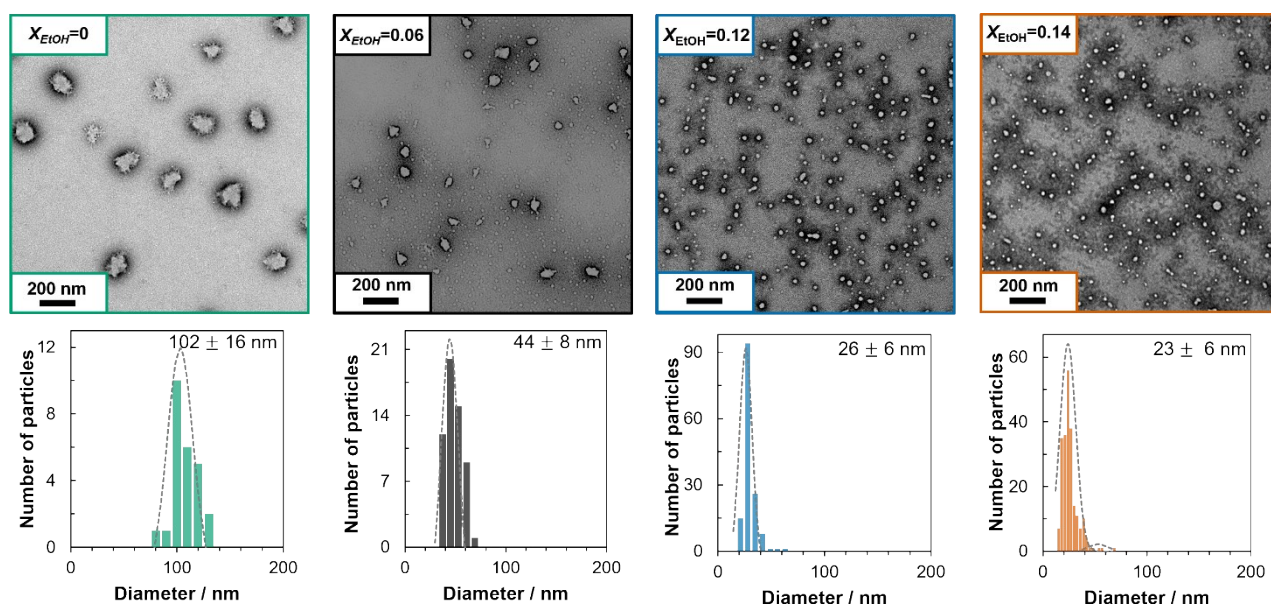 XEtOH=0
200 nm
XEtOH=0.06
200 nm
XEtOH=0.12
200 nm
XEtOH=0.14
200 nm
102 ± 16 nm
Number of particles
12
8
4
0
0
100
200
Diameter / nm
44 ± 8 nm
Number of particles
21
14
7
0
0
100
200
Diameter / nm
26 ± 6 nm
Number of particles
90
60
30
0
0
100
200
Diameter / nm
23 ± 6 nm
Number of particles
60
40
20
0
0
100
200
Diameter / nm